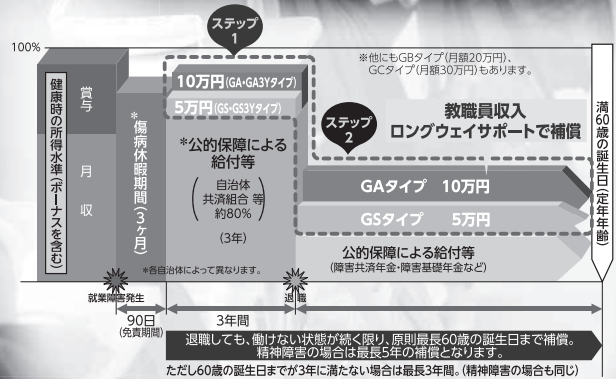 ステップ
1
100%
10万円(GA・GA3Yタイプ)
5万円(GS・GS3Yタイプ)
※他にもGBタイプ(月額20万円)、
GCタイプ(月額30万円)もあります。
健康時の所得水準(ボーナスを含む)
賞与
月収
*傷病休暇期間(3ヶ月)
*公的保障による
給付等
(自治体
共済組合 等
約80%)
(3年)
*各自治体によって異なります。
ステップ
2
教職員収入
ロングウェイサポートで補償
GAタイプ 10万円
GSタイプ 5万円
公的保障による給付等
(障害共済年金・障害基礎年金など)
満60歳の誕生日(定年年齢)
就業障害発生
退職
90日
(免責期間)
3年間
退職しても、働けない状態が続く限り、原則最長60歳の誕生日まで補償。
精神障害の場合は最長5年の補償となります。
ただし60歳の誕生日までが3年に満たない場合は最長3年間。(精神障害の場合も同じ)